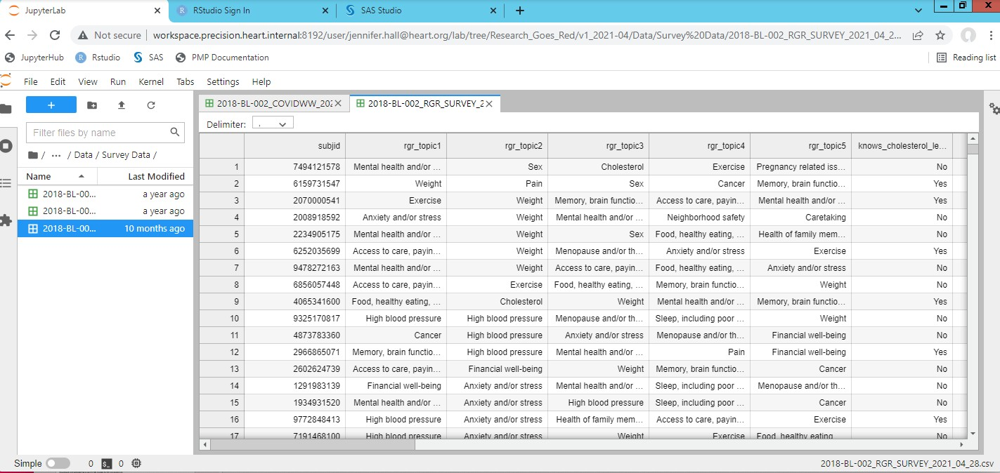 JupyterLab RStudio Sign In SAS Studio
Not secure workspace.precision.heart.internal:8192/user/jennifer.hall@heart.org/lab/tree/Research_Goes_Red/v1_2021-04/Data/Survey%20Data/2018-BL-002_RGR_SURVEY_2021_04_2...
JupyterHub Rstudio SAS PMP Documentation Reading list
File Edit View Run Kernel Tabs Settings Help
2018-BL-002_COVIDWW_202 2018-BL-002_RGR_SURVEY_2
Delimiter: ,
Filter files by name
/ ... / Data / Survey Data /
Name Last Modified
2018-BL-00... a year ago
2018-BL-00... a year ago
2018-BL-00... 10 months ago
subjid rgr_topic1 rgr_topic2 rgr_topic3 rgr_topic4 rgr_topic5 knows_cholesterol_le...
1 7494121578 Mental health and/or ... Sex Cholesterol Exercise Pregnancy related iss... No
2 6159731547 Weight Pain Sex Cancer Memory, brain functio... Yes
3 2070000541 Exercise Weight Memory, brain functio... Access to care, payin... Mental health and/or ... Yes
4 2008918592 Anxiety and/or stress Weight Mental health and/or ... Neighborhood safety Caretaking No
5 2234905175 Mental health and/or ... Weight Sex Food, healthy eating, ... Health of family mem... No
6 6252035699 Access to care, payin... Weight Menopause and/or th... Anxiety and/or stress Exercise Yes
7 9478272163 Mental health and/or ... Weight Access to care, payin... Food, healthy eating, ... Anxiety and/or stress No
8 6856057448 Access to care, payin... Exercise Food, healthy eating, ... Memory, brain functio... Weight No
9 4065341600 Food, healthy eating, ... Cholesterol Weight Mental health and/or ... Memory, brain functio... Yes
10 9325170817 High blood pressure High blood pressure Menopause and/or th... Sleep, including poor ... Weight No
11 4873783360 Cancer High blood pressure Anxiety and/or stress Menopause and/or th... Financial well-being No
12 2966865071 Memory, brain functio... High blood pressure Mental health and/or ... Pain Financial well-being Yes
13 2602624739 Access to care, payin... Financial well-being Weight Memory, brain functio... Cancer No
14 1291983139 Financial well-being Anxiety and/or stress Mental health and/or ... Sleep, including poor ... Menopause and/or th... No
15 1934931520 Mental health and/or ... Anxiety and/or stress High blood pressure Sleep, including poor ... Cancer No
16 9772848413 High blood pressure Anxiety and/or stress Health of family mem... Access to care, payin... Exercise Yes
17 7191468100 High blood pressure Anxiety and/or stress Weight Exercise Food, healthy eating No
Simple 0 $_ 0 2018-BL-002_RGR_SURVEY_2021_04_28.csv